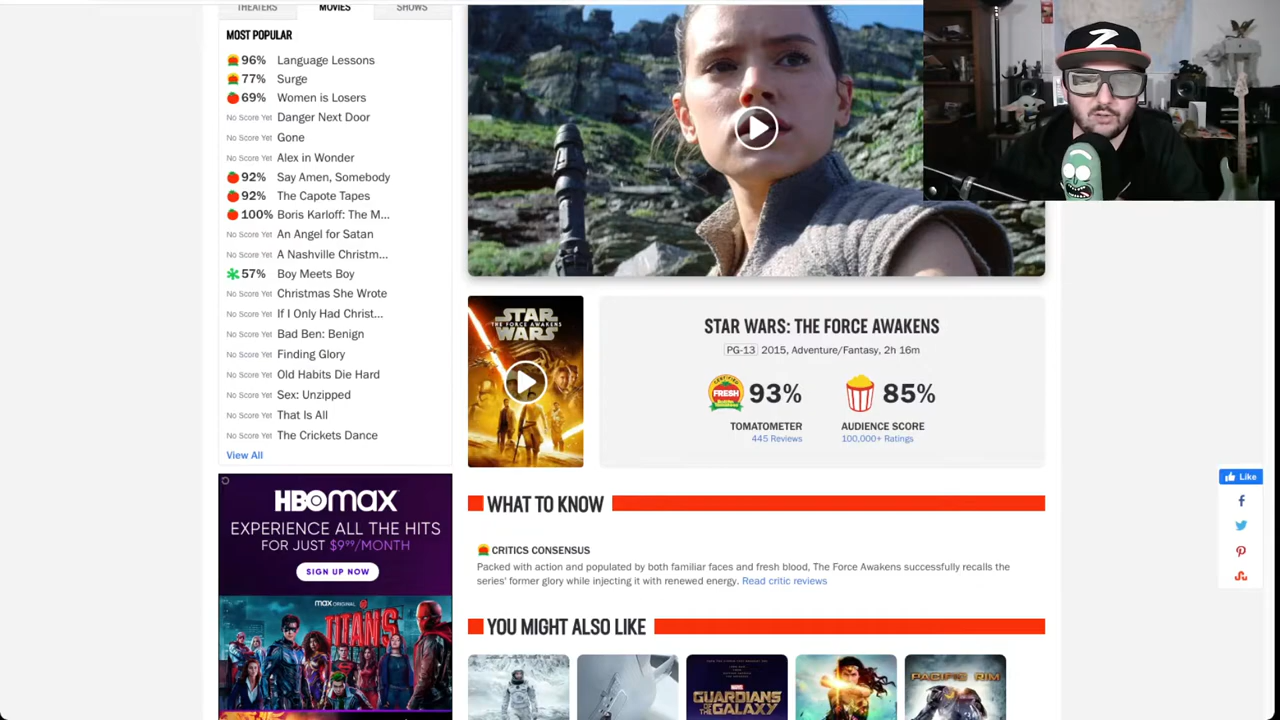 THEATERS MOVIES SHOWS
MOST POPULAR
96% Language Lessons
77% Surge
69% Women is Losers
No Score Yet Danger Next Door
No Score Yet Gone
No Score Yet Alex in Wonder
92% Say Amen, Somebody
92% The Capote Tapes
100% Boris Karloff: The M...
No Score Yet An Angel for Satan
No Score Yet A Nashville Christm...
57% Boy Meets Boy
No Score Yet Christmas She Wrote
No Score Yet If I Only Had Christ...
No Score Yet Bad Ben: Benign
No Score Yet Finding Glory
No Score Yet Old Habits Die Hard
No Score Yet Sex: Unzipped
No Score Yet That Is All
No Score Yet The Crickets Dance
View All
HBOMAX
EXPERIENCE ALL THE HITS
FOR JUST $9.99/MONTH
SIGN UP NOW
max ORIGINAL
TITANS
Z
STAR
THE FORCE AWAKENS
WARS
STAR WARS: THE FORCE AWAKENS
PG-13 2015, Adventure/Fantasy, 2h 16m
CERTIFIED
FRESH
93%
85%
TOMATOMETER
445 Reviews
AUDIENCE SCORE
100,000+ Ratings
WHAT TO KNOW
CRITICS CONSENSUS
Packed with action and populated by both familiar faces and fresh blood, The Force Awakens successfully recalls the
series' former glory while injecting it with renewed energy. Read critic reviews
YOU MIGHT ALSO LIKE
MARVEL
GUARDIANS
OF THE GALAXY
PACIFIC RIM
Like